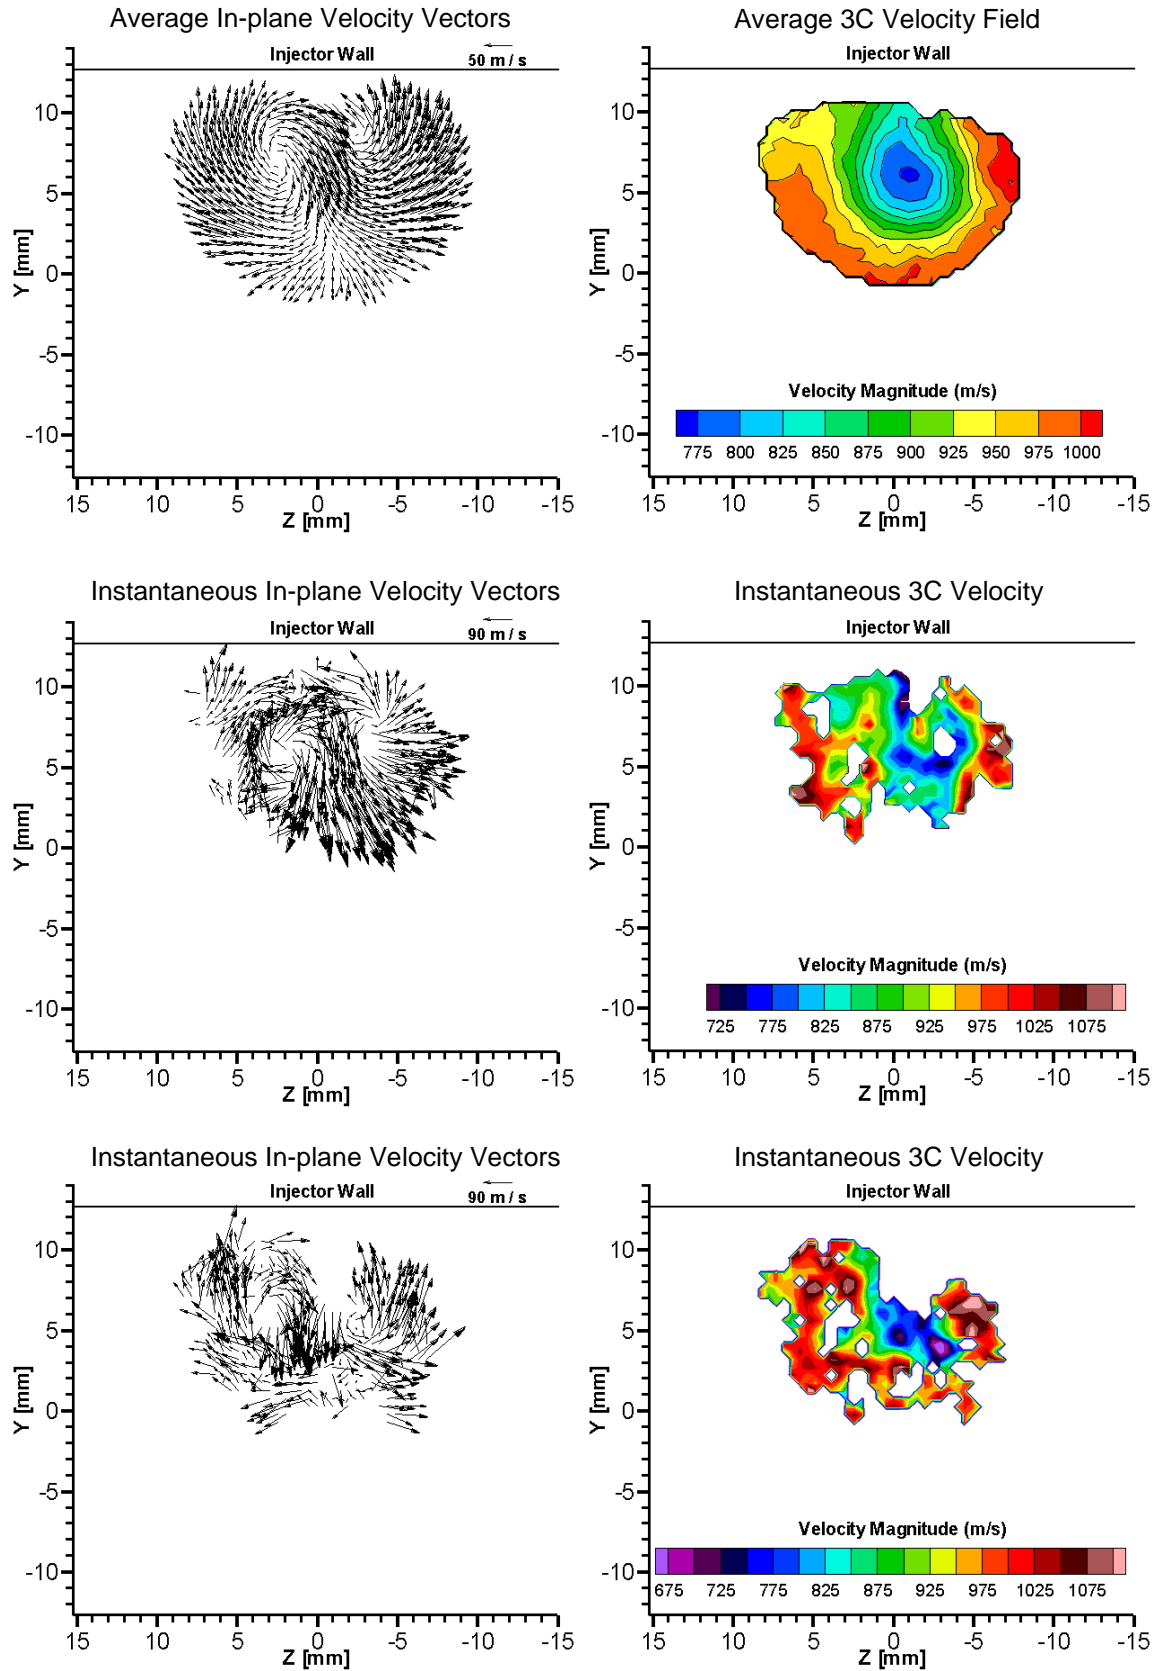 Average In-plane Velocity Vectors
Injector Wall
50 m / s
10
5
0
-5
-10
Y [mm]
15 10 5 0 -5 -10 -15
Z [mm]
Average 3C Velocity Field
Injector Wall
10
5
0
-5
-10
Y [mm]
Velocity Magnitude (m/s)
775 800 825 850 875 900 925 950 975 1000
15 10 5 0 -5 -10 -15
Z [mm]
Instantaneous In-plane Velocity Vectors
Injector Wall
90 m / s
10
5
0
-5
-10
Y [mm]
15 10 5 0 -5 -10 -15
Z [mm]
Instantaneous 3C Velocity
Injector Wall
10
5
0
-5
-10
Y [mm]
Velocity Magnitude (m/s)
725 775 825 875 925 975 1025 1075
15 10 5 0 -5 -10 -15
Z [mm]
Instantaneous In-plane Velocity Vectors
Injector Wall
90 m / s
10
5
0
-5
-10
Y [mm]
15 10 5 0 -5 -10 -15
Z [mm]
Instantaneous 3C Velocity
Injector Wall
10
5
0
-5
-10
Y [mm]
Velocity Magnitude (m/s)
675 725 775 825 875 925 975 1025 1075
15 10 5 0 -5 -10 -15
Z [mm]